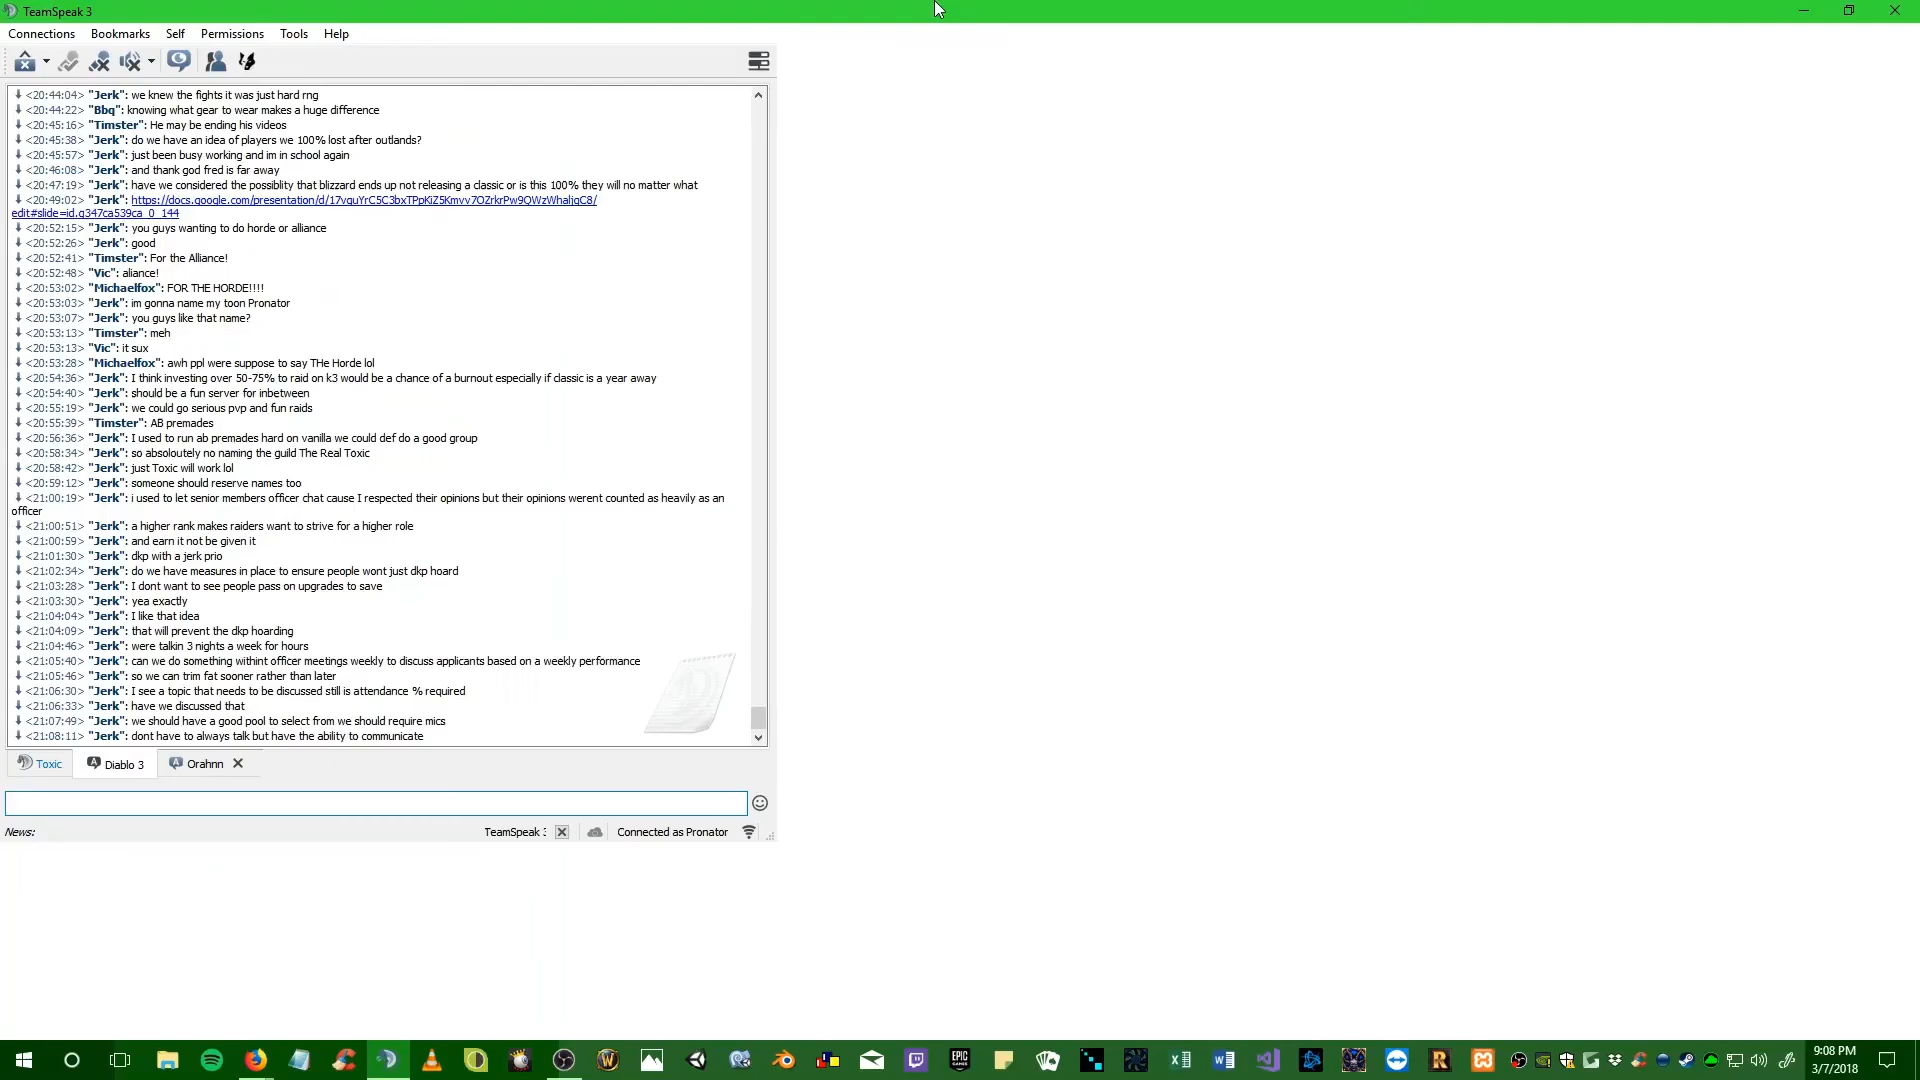 TeamSpeak 3
Connections Bookmarks Self Permissions Tools Help
<20:44:04> "Jerk": we knew the fights it was just hard rng
<20:44:22> "Bbq": knowing what gear to wear makes a huge difference
<20:45:16> "Timster": He may be ending his videos
<20:45:38> "Jerk": do we have an idea of players we 100% lost after outlands?
<20:45:57> "Jerk": just been busy working and im in school again
<20:46:08> "Jerk": and thank god fred is far away
<20:47:19> "Jerk": have we considered the possiblity that blizzard ends up not releasing a classic or is this 100% they will no matter what
<20:49:02> "Jerk": https://docs.google.com/presentation/d/17vquYrC5C3bxTPpKiZ5Kmvv7OZrkrPw9QWzWhaljgC8/
edit#slide=id.g347ca539ca_0_144
<20:52:15> "Jerk": you guys wanting to do horde or alliance
<20:52:26> "Jerk": good
<20:52:41> "Timster": For the Alliance!
<20:52:48> "Vic": aliance!
<20:53:02> "Michaelfox": FOR THE HORDE!!!!
<20:53:03> "Jerk": im gonna name my toon Pronator
<20:53:07> "Jerk": you guys like that name?
<20:53:13> "Timster": meh
<20:53:13> "Vic": it sux
<20:53:28> "Michaelfox": awh ppl were suppose to say THe Horde lol
<20:54:36> "Jerk": I think investing over 50-75% to raid on k3 would be a chance of a burnout especially if classic is a year away
<20:54:40> "Jerk": should be a fun server for inbetween
<20:55:19> "Jerk": we could go serious pvp and fun raids
<20:55:39> "Timster": AB premades
<20:56:36> "Jerk": I used to run ab premades hard on vanilla we could def do a good group
<20:58:34> "Jerk": so absoloutely no naming the guild The Real Toxic
<20:58:42> "Jerk": just Toxic will work lol
<20:59:12> "Jerk": someone should reserve names too
<21:00:19> "Jerk": i used to let senior members officer chat cause I respected their opinions but their opinions werent counted as heavily as an
officer
<21:00:51> "Jerk": a higher rank makes raiders want to strive for a higher role
<21:00:59> "Jerk": and earn it not be given it
<21:01:30> "Jerk": dkp with a jerk prio
<21:02:34> "Jerk": do we have measures in place to ensure people wont just dkp hoard
<21:03:28> "Jerk": I dont want to see people pass on upgrades to save
<21:03:30> "Jerk": yea exactly
<21:04:04> "Jerk": I like that idea
<21:04:09> "Jerk": that will prevent the dkp hoarding
<21:04:46> "Jerk": were talkin 3 nights a week for hours
<21:05:40> "Jerk": can we do something withint officer meetings weekly to discuss applicants based on a weekly performance
<21:05:46> "Jerk": so we can trim fat sooner rather than later
<21:06:30> "Jerk": I see a topic that needs to be discussed still is attendance % required
<21:06:33> "Jerk": have we discussed that
<21:07:49> "Jerk": we should have a good pool to select from we should require mics
<21:08:11> "Jerk": dont have to always talk but have the ability to communicate
Toxic Diablo 3 Orahnn
News: TeamSpeak 3 Connected as Pronator
9:08 PM
3/7/2018